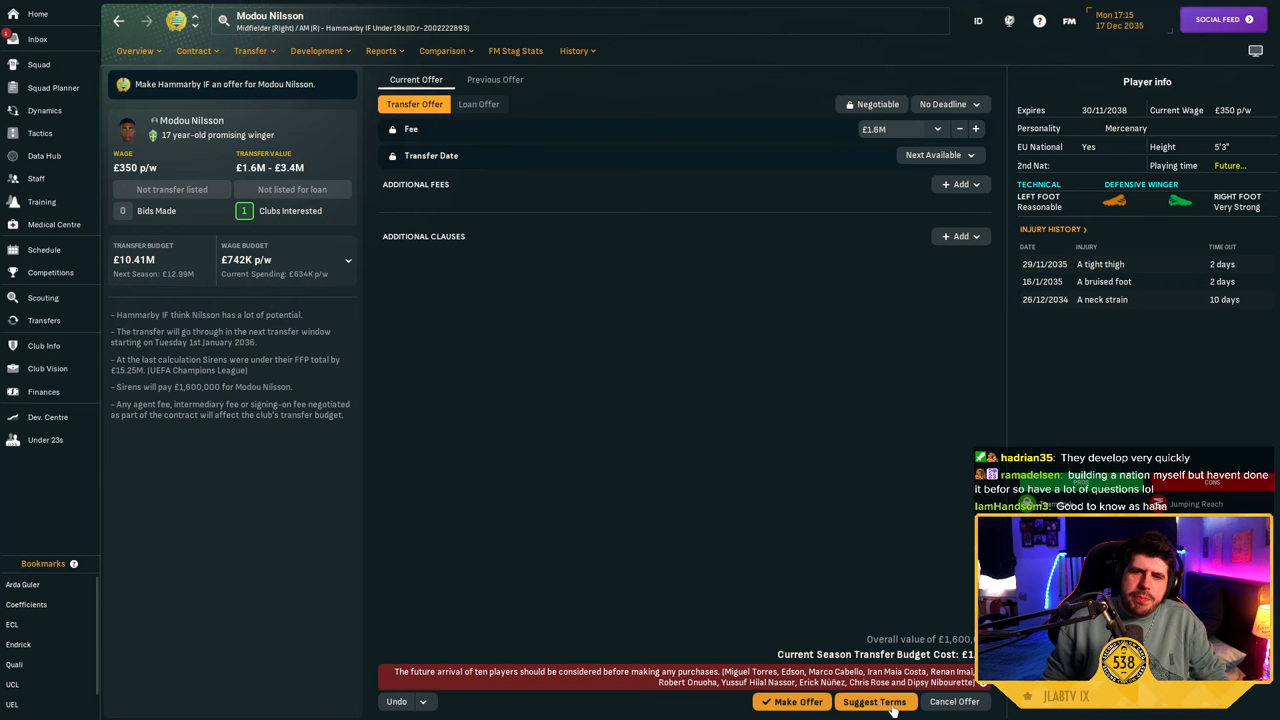 Home
Modou Nilsson
Midfielder (Right) / AM (R) - Hammarby IF Under 19s (ID:r-2002222893)
ID
FM
Mon 17:15
17 Dec 2035
SOCIAL FEED
1
Inbox
Overview
Contract
Transfer
Development
Reports
Comparison
FM Stag Stats
History
Squad
Squad Planner
Dynamics
Tactics
Data Hub
Staff
Training
Medical Centre
Schedule
Competitions
Scouting
Transfers
Club Info
Club Vision
Finances
Dev. Centre
Under 23s
Bookmarks ?
Arda Guler
Coefficients
ECL
Endrick
Quali
UCL
UEL
Make Hammarby IF an offer for Modou Nilsson.
Modou Nilsson
17 year-old promising winger
WAGE
TRANSFER VALUE
£350 p/w
£1.6M - £3.4M
Not transfer listed
Not listed for loan
0 Bids Made
1 Clubs Interested
TRANSFER BUDGET
WAGE BUDGET
£10.41M
£742K p/w
Next Season: £12.99M
Current Spending: £634K p/w
- Hammarby IF think Nilsson has a lot of potential.
- The transfer will go through in the next transfer window
starting on Tuesday 1st January 2036.
- At the last calculation Sirens were under their FFP total by
£15.25M. (UEFA Champions League)
- Sirens will pay £1,600,000 for Modou Nilsson.
- Any agent fee, intermediary fee or signing-on fee negotiated
as part of the contract will affect the club's transfer budget.
Current Offer
Previous Offer
Transfer Offer
Loan Offer
Negotiable
No Deadline
Fee
£1.6M
Transfer Date
Next Available
ADDITIONAL FEES
+ Add
ADDITIONAL CLAUSES
+ Add
Overall value of £1,600,
Current Season Transfer Budget Cost: £1.
The future arrival of ten players should be considered before making any purchases. (Miguel Torres, Edson, Marco Cabello, Iran Maia Costa, Renan Imai,
Robert Onuoha, Yussuf Hilal Nassor, Erick Núñez, Chris Rose and Dipsy Nibourette)
Undo
Make Offer
Suggest Terms
Cancel Offer
Player info
Expires 30/11/2038 Current Wage £350 p/w
Personality Mercenary
EU National Yes Height 5'3"
2nd Nat: Playing time Future...
TECHNICAL DEFENSIVE WINGER
LEFT FOOT
Reasonable
RIGHT FOOT
Very Strong
INJURY HISTORY
DATE INJURY TIME OUT
29/11/2035 A tight thigh 2 days
16/1/2035 A bruised foot 2 days
26/12/2034 A neck strain 10 days
hadrian35: They develop very quickly
ramadelsen: building a nation myself but havent done
it befor so have a lot of questions lol
PROS
CONS
IamHandsom3: Good to know as haha
Jumping Reach
538
JLABTV IX